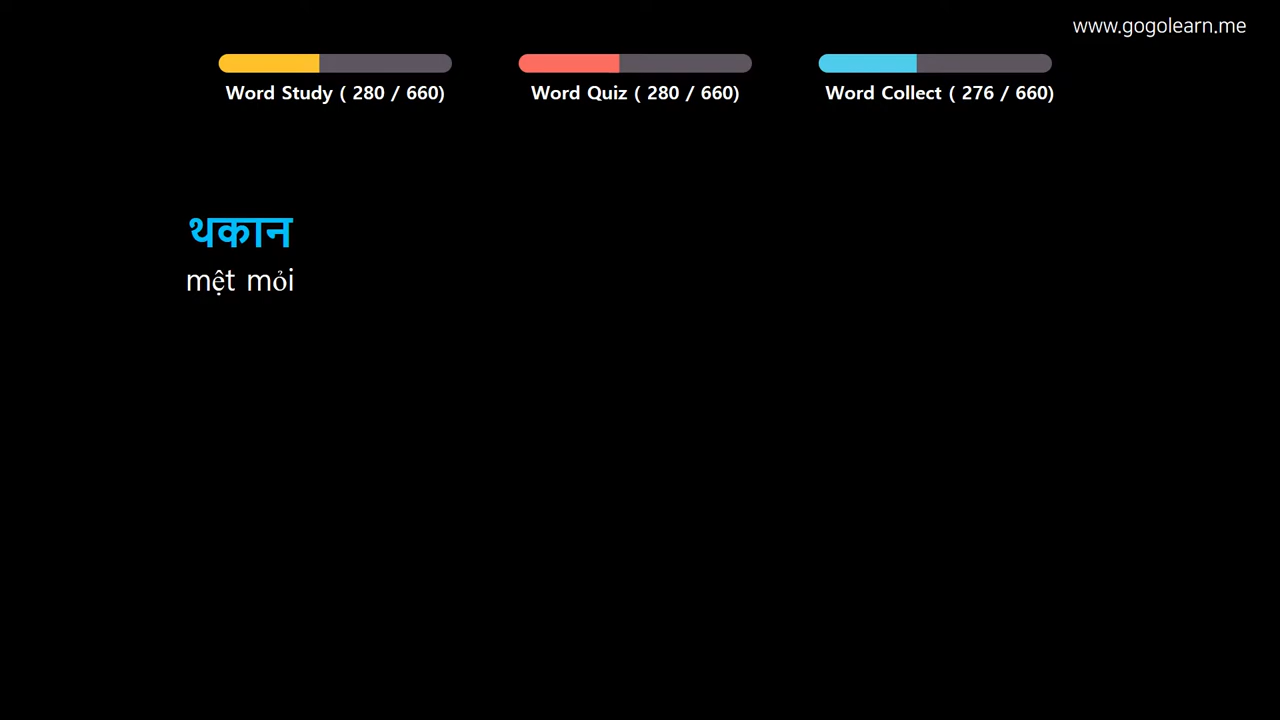 www.gogolearn.me
Word Study ( 280 / 660)
Word Quiz ( 280 / 660)
Word Collect ( 276 / 660)
थकान
mệt mỏi